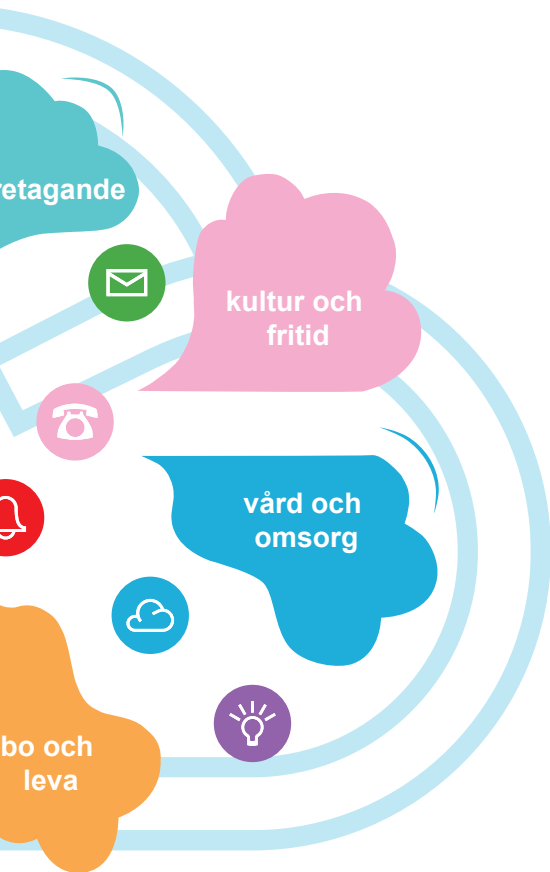 retagande
kultur och
fritid
vård och
omsorg
bo och
leva